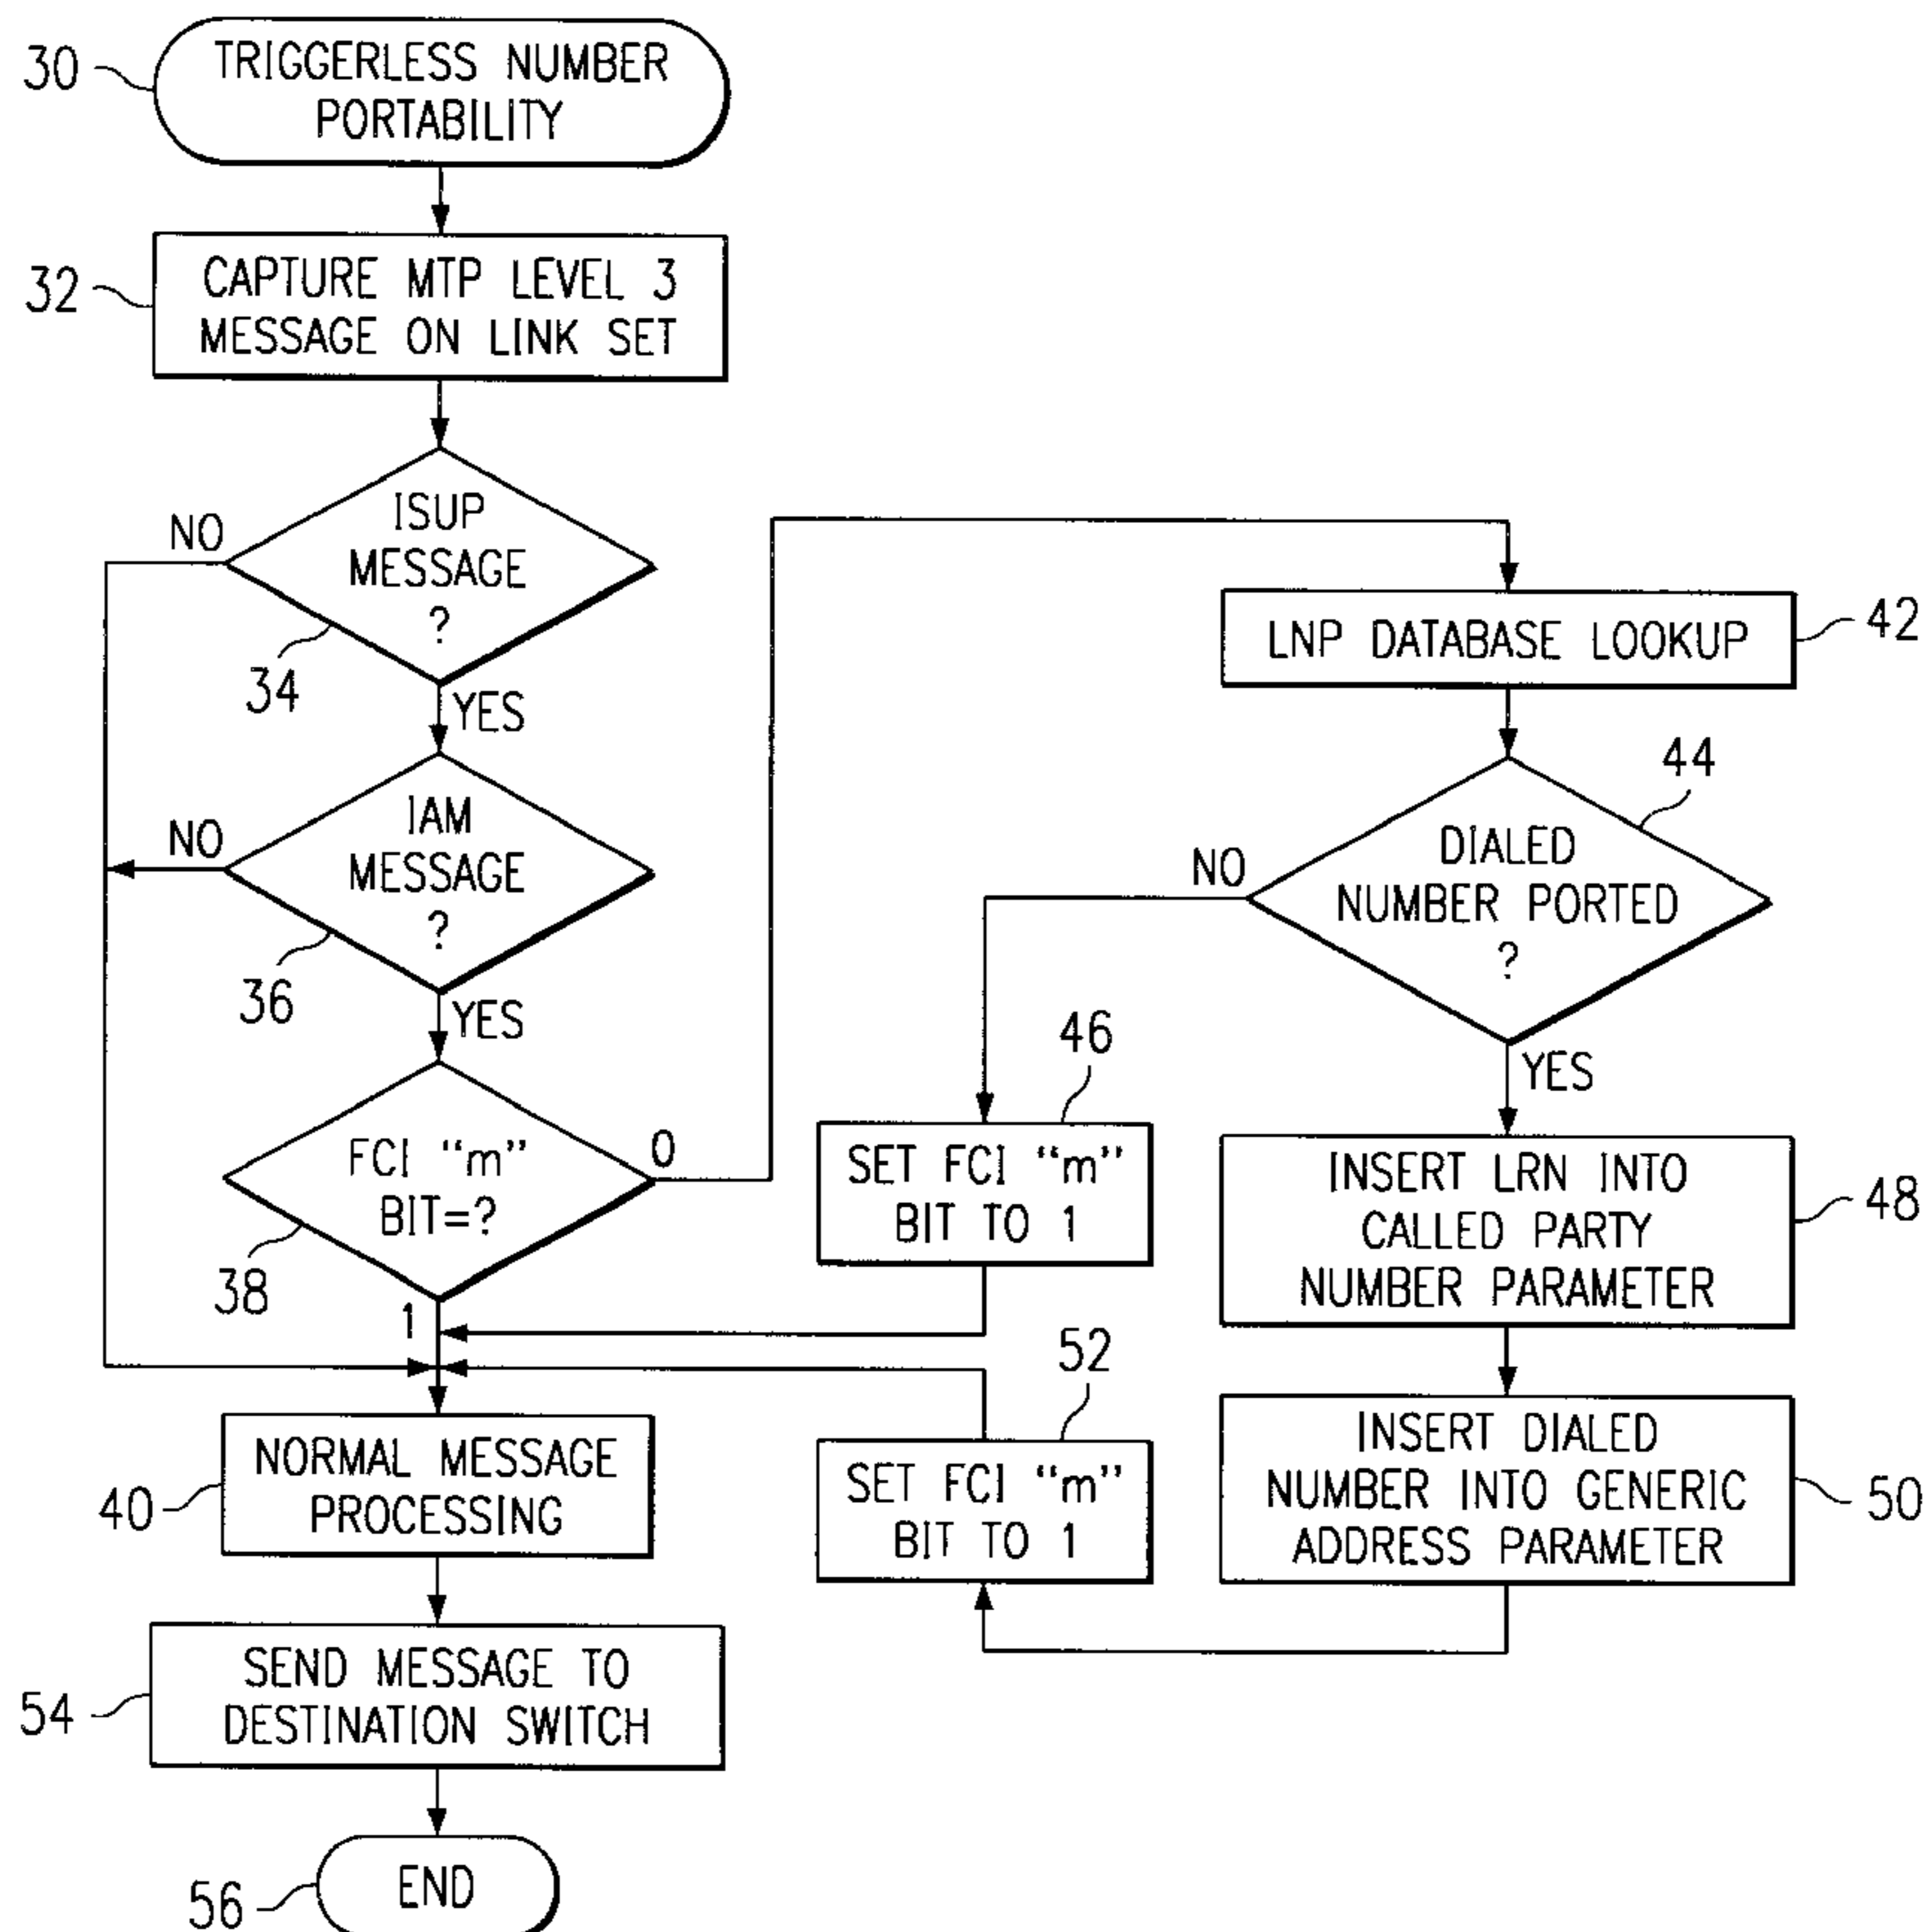 30
TRIGGERLESS NUMBER
PORTABILITY
32
CAPTURE MTP LEVEL 3
MESSAGE ON LINK SET
NO
ISUP
MESSAGE
?
34
YES
NO
IAM
MESSAGE
?
36
YES
FCI "m"
BIT=?
0
38
1
LNP DATABASE LOOKUP
42
44
NO
DIALED
NUMBER PORTED
?
YES
46
SET FCI "m"
BIT TO 1
INSERT LRN INTO
CALLED PARTY
NUMBER PARAMETER
48
52
SET FCI "m"
BIT TO 1
INSERT DIALED
NUMBER INTO GENERIC
ADDRESS PARAMETER
50
NORMAL MESSAGE
PROCESSING
40
SEND MESSAGE TO
DESTINATION SWITCH
54
END
56